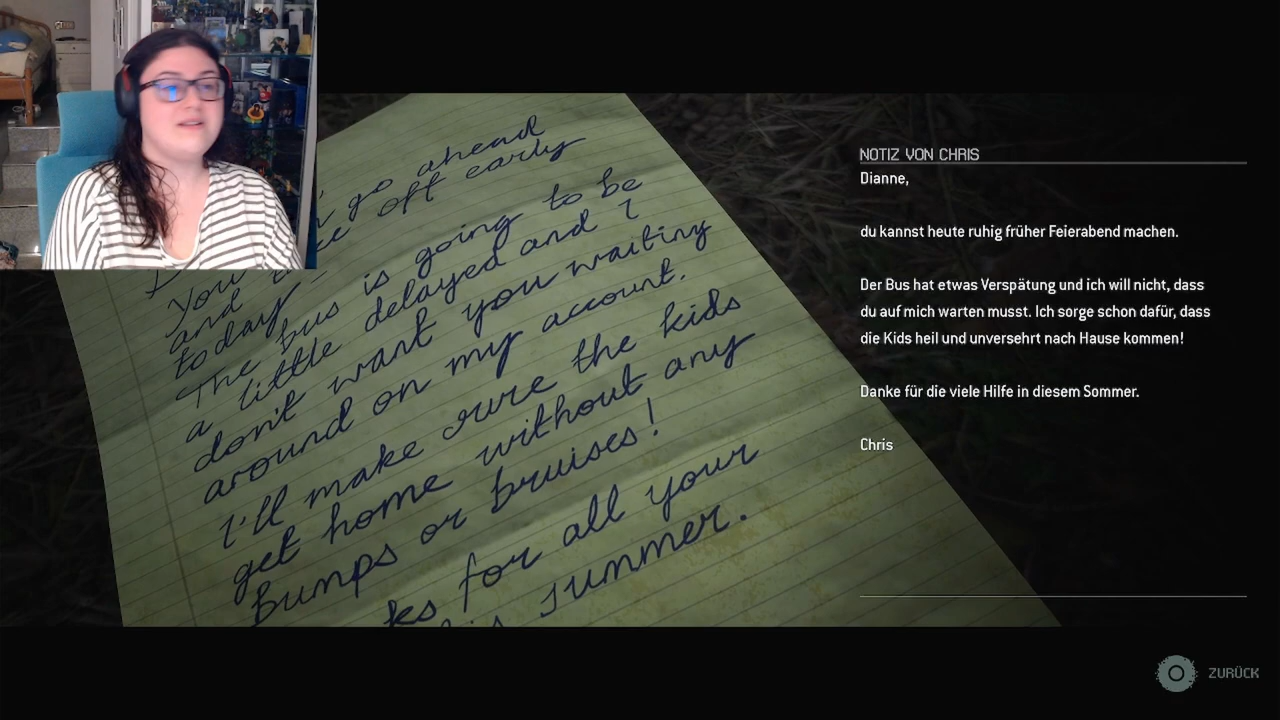 go ahead
off early
today
The bus is going to be
a little delayed and I
don't want you waiting
around on my account.
I'll make sure the kids
get home without any
bumps or bruises!
ks for all your
summer.
NOTIZ VON CHRIS
Dianne,
du kannst heute ruhig früher Feierabend machen.
Der Bus hat etwas Verspätung und ich will nicht, dass
du auf mich warten musst. Ich sorge schon dafür, dass
die Kids heil und unversehrt nach Hause kommen!
Danke für die viele Hilfe in diesem Sommer.
Chris
ZURÜCK